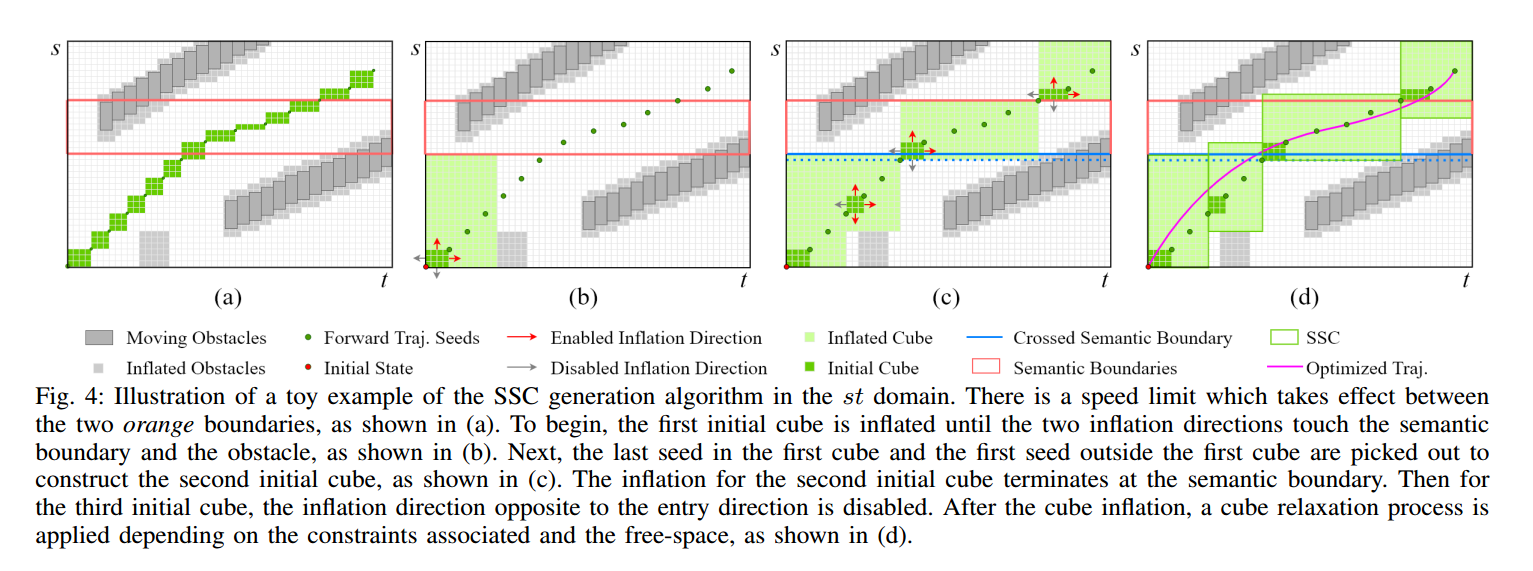 s
s
s
s
t
t
t
t
(a)
(b)
(c)
(d)
Moving Obstacles
Forward Traj. Seeds
Enabled Inflation Direction
Inflated Cube
Crossed Semantic Boundary
SSC
Inflated Obstacles
Initial State
Disabled Inflation Direction
Initial Cube
Semantic Boundaries
Optimized Traj.
Fig. 4: Illustration of a toy example of the SSC generation algorithm in the st domain. There is a speed limit which takes effect between
the two orange boundaries, as shown in (a). To begin, the first initial cube is inflated until the two inflation directions touch the semantic
boundary and the obstacle, as shown in (b). Next, the last seed in the first cube and the first seed outside the first cube are picked out to
construct the second initial cube, as shown in (c). The inflation for the second initial cube terminates at the semantic boundary. Then for
the third initial cube, the inflation direction opposite to the entry direction is disabled. After the cube inflation, a cube relaxation process is
applied depending on the constraints associated and the free-space, as shown in (d).